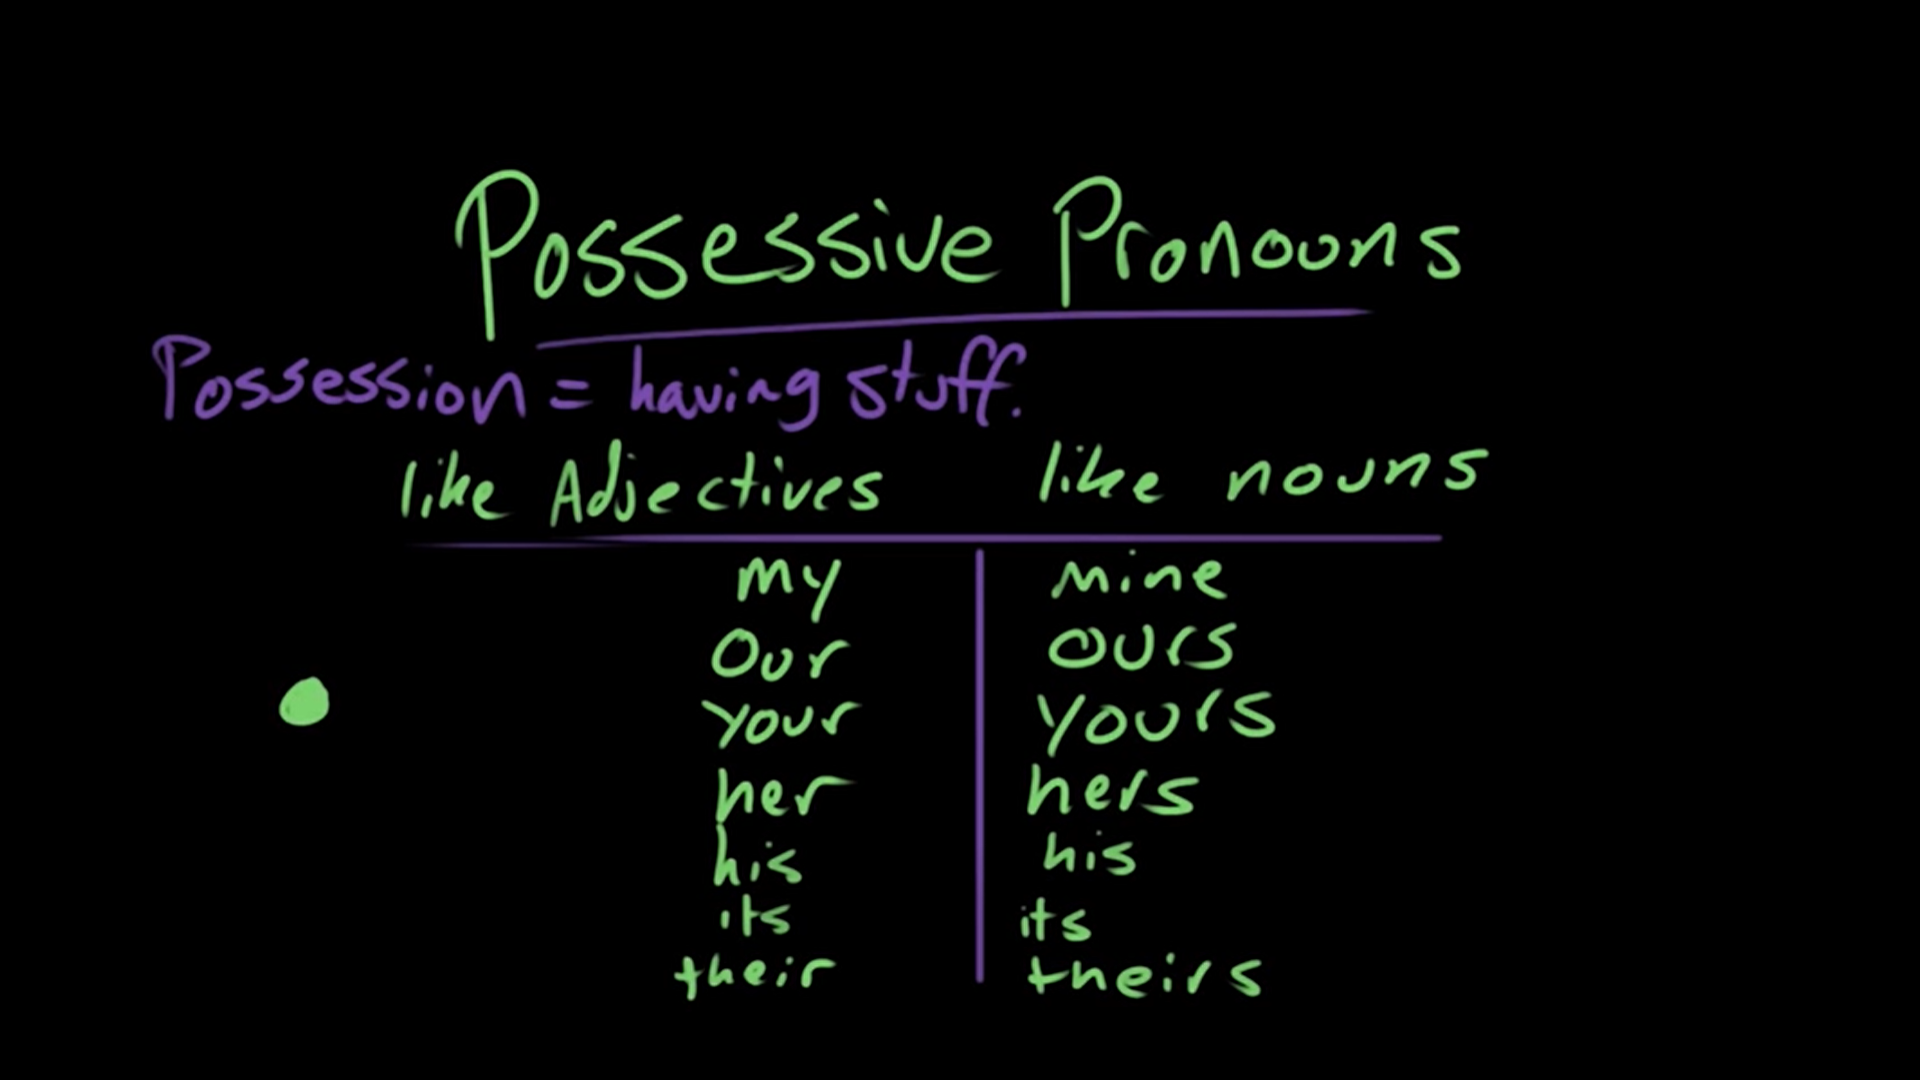 Possessive Pronouns
Possession = having stuff.
like Adjectives like nouns
my mine
Our ours
your yours
her hers
his his
its its
their theirs